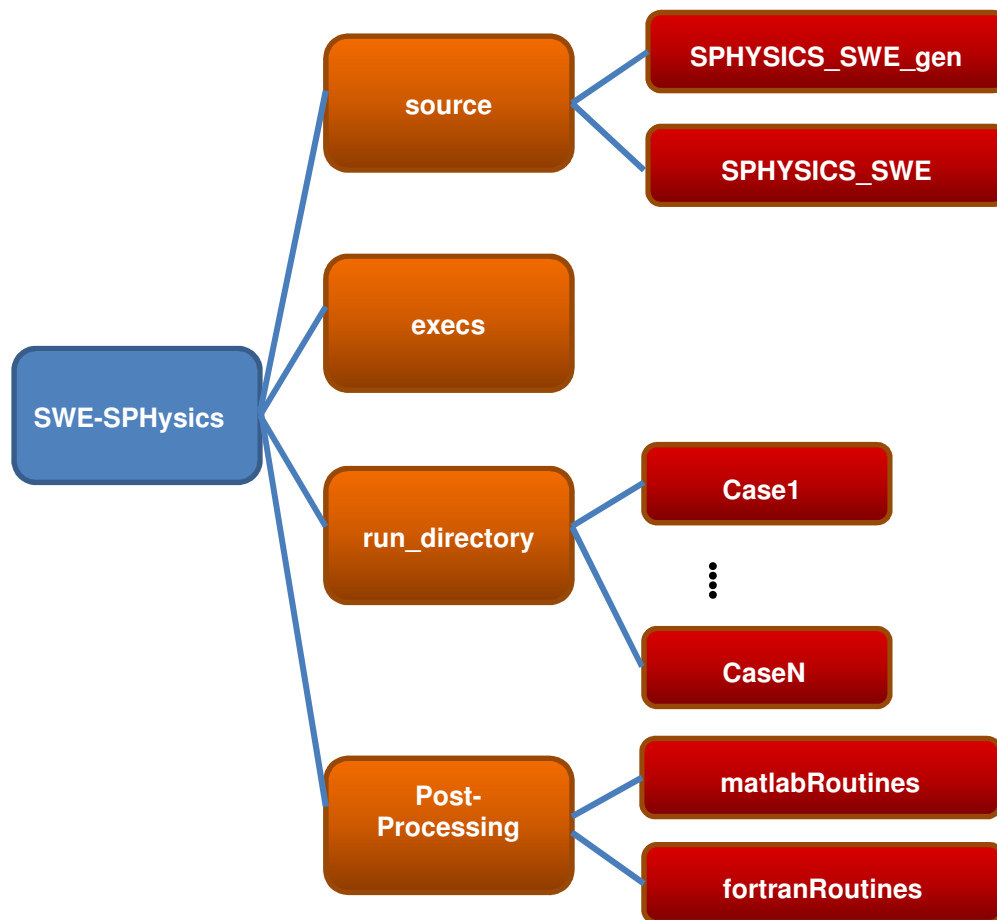 SWE-SPHysics
source
SPHYSICS_SWE_gen
SPHYSICS_SWE
execs
run_directory
Case1
CaseN
Post-
Processing
matlabRoutines
fortranRoutines